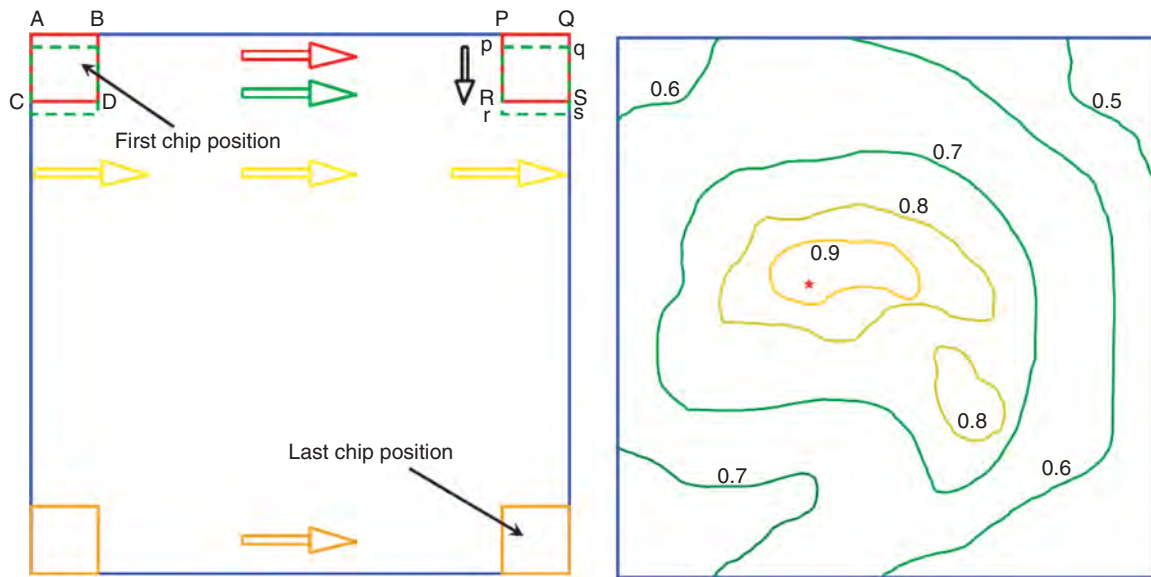 A B P Q
p q
C D R S
r s
First chip position
Last chip position
0.6 0.5
0.7
0.8
0.9
0.8
0.7 0.6